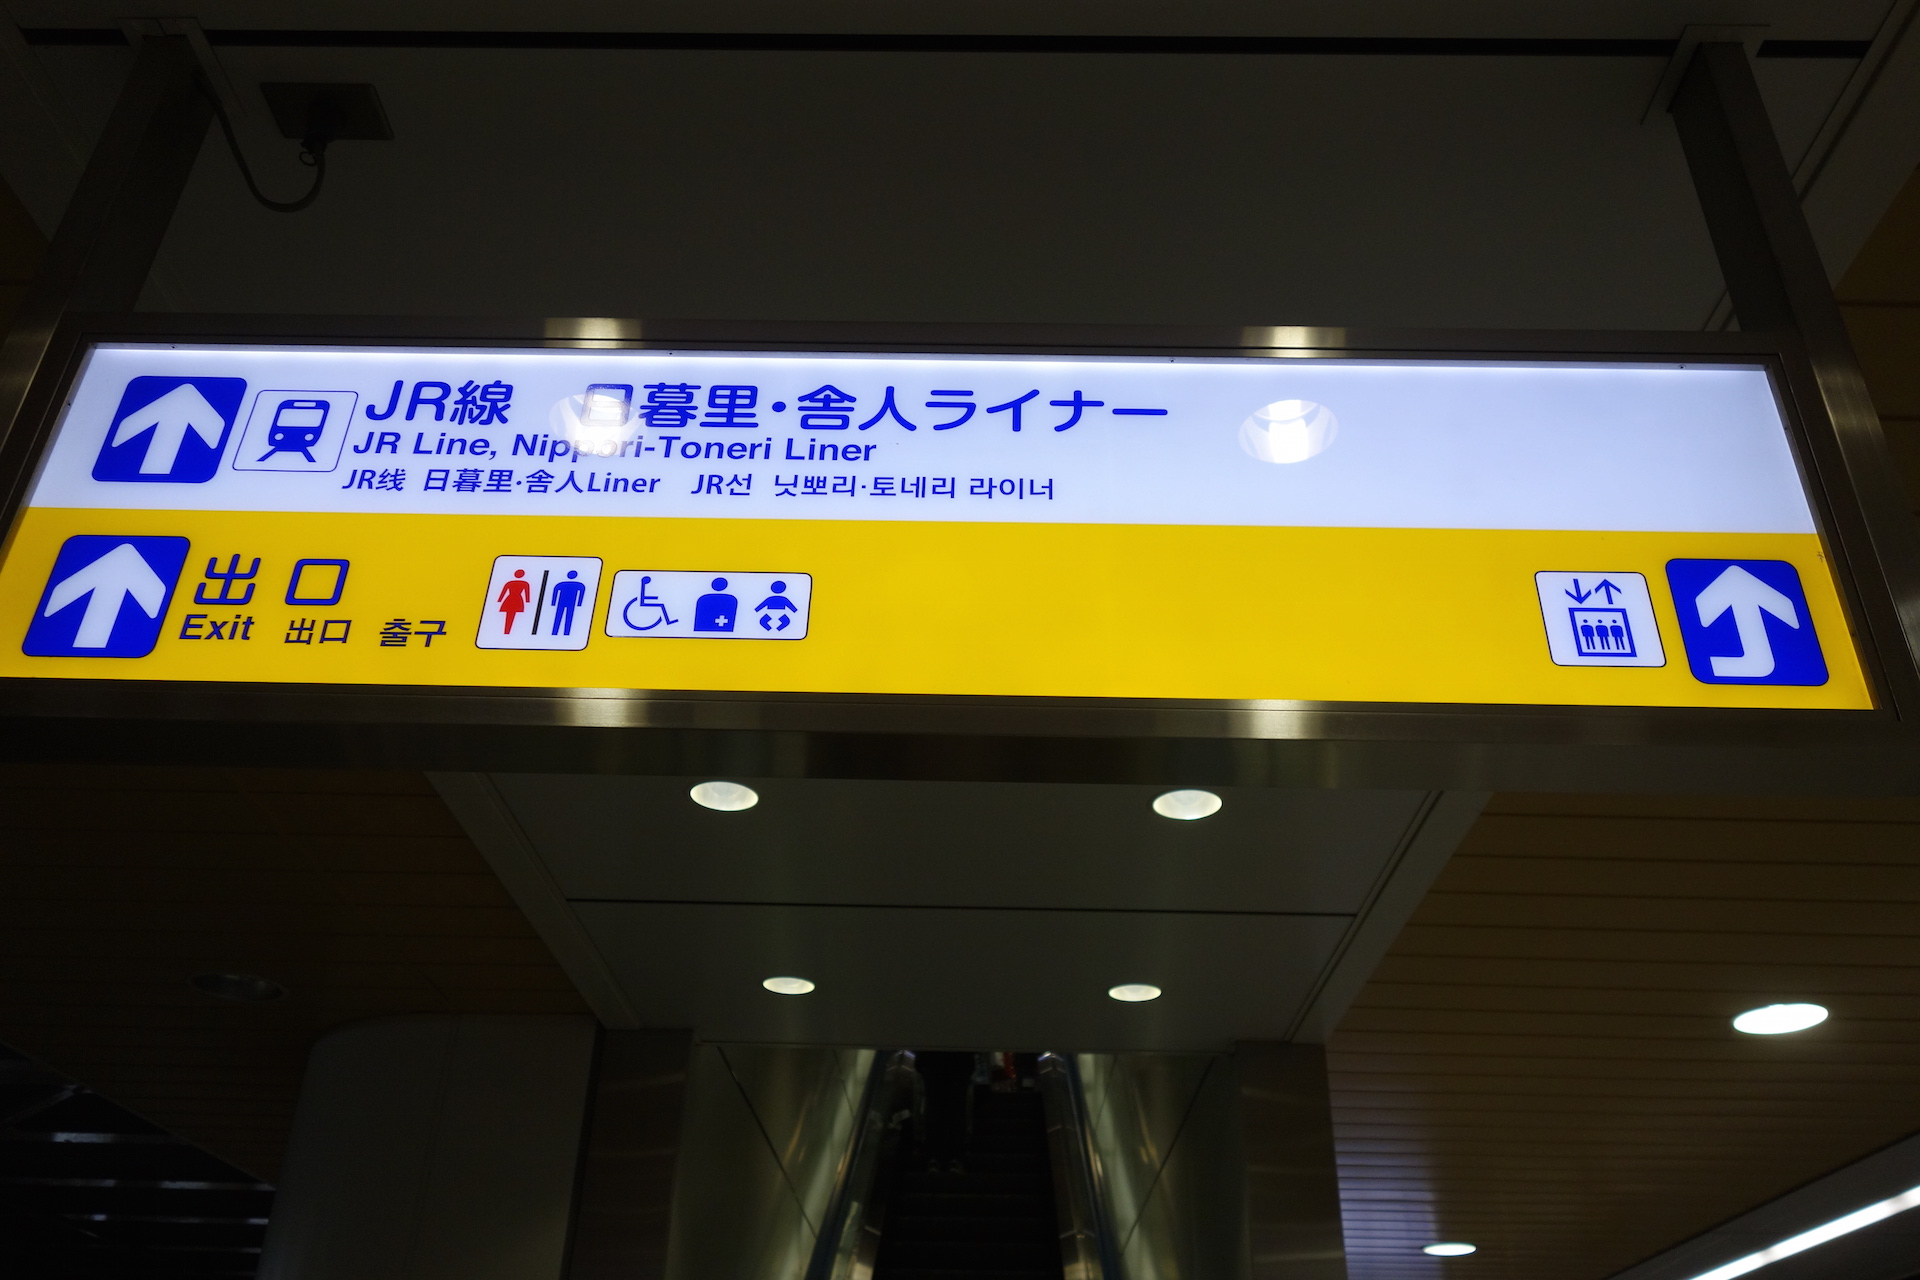 JR線 日暮里・舎人ライナー
JR Line, Nippori-Toneri Liner
JR线 日暮里·舍人Liner JR선 닛뽀리·토네리 라이너
出口
Exit 出口 출구